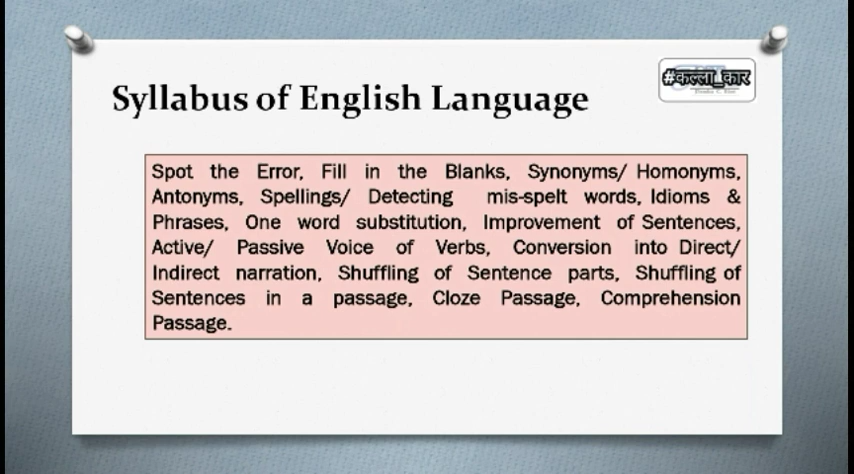 Syllabus of English Language
#कल्ला_कार
Spot the Error, Fill in the Blanks, Synonyms/ Homonyms,
Antonyms, Spellings/ Detecting mis-spelt words, Idioms &
Phrases, One word substitution, Improvement of Sentences,
Active/ Passive Voice of Verbs, Conversion into Direct/
Indirect narration, Shuffling of Sentence parts, Shuffling of
Sentences in a passage, Cloze Passage, Comprehension
Passage.